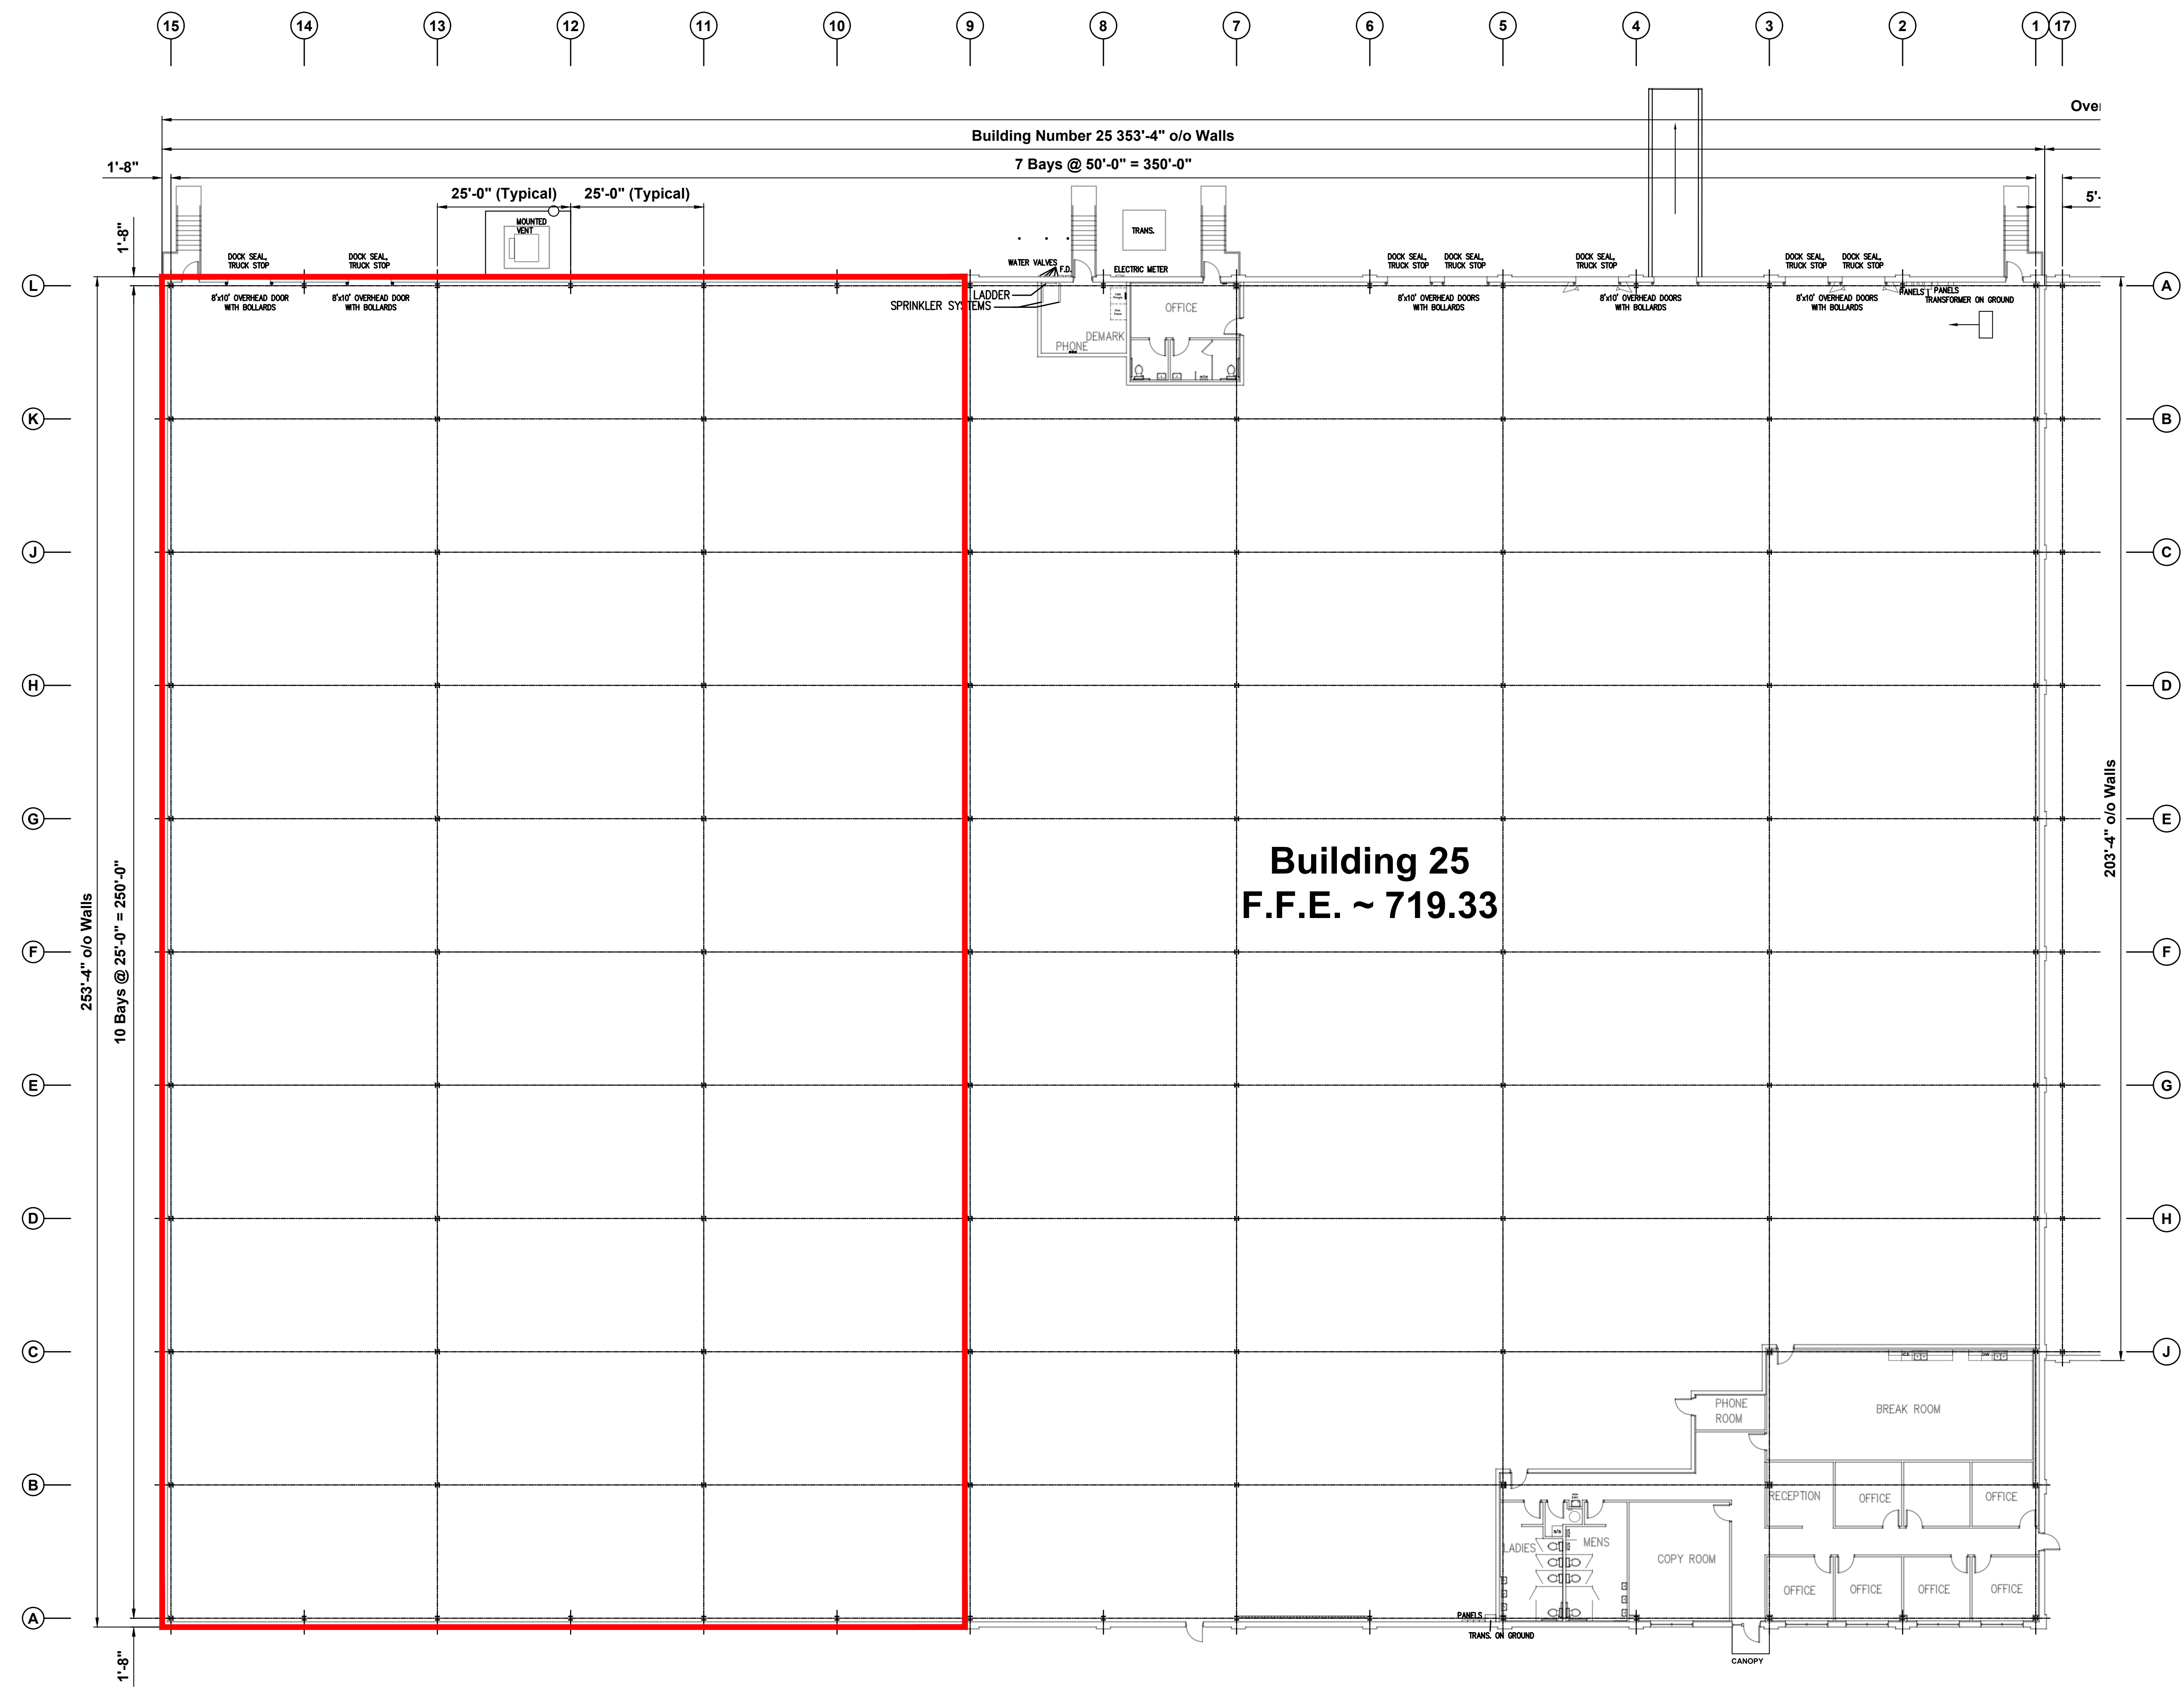 15 14 13 12 11 10 9 8 7 6 5 4 3 2 1 17
Over
Building Number 25 353'-4" o/o Walls
7 Bays @ 50'-0" = 350'-0"
1'-8"
25'-0" (Typical) 25'-0" (Typical)
5'-
1'-8"
MOUNTED
VENT
TRANS.
DOCK SEAL,
TRUCK STOP
DOCK SEAL,
TRUCK STOP
WATER VALVES
F.D.
ELECTRIC METER
DOCK SEAL,
TRUCK STOP
DOCK SEAL,
TRUCK STOP
DOCK SEAL,
TRUCK STOP
DOCK SEAL,
TRUCK STOP
DOCK SEAL,
TRUCK STOP
L
A
8'x10' OVERHEAD DOOR
WITH BOLLARDS
8'x10' OVERHEAD DOOR
WITH BOLLARDS
LADDER
SPRINKLER SYSTEMS
OFFICE
DEMARK
PHONE
8'x10' OVERHEAD DOORS
WITH BOLLARDS
8'x10' OVERHEAD DOORS
WITH BOLLARDS
8'x10' OVERHEAD DOORS
WITH BOLLARDS
PANELS
PANELS
TRANSFORMER ON GROUND
K
B
J
C
H
D
G
E
203'-4" o/o Walls
Building 25
F.F.E. ~ 719.33
253'-4" o/o Walls
10 Bays @ 25'-0" = 250'-0"
F
F
E
G
D
H
C
J
ICE
DW
PHONE
ROOM
BREAK ROOM
B
RECEPTION
OFFICE
OFFICE
LADIES
MENS
COPY ROOM
OFFICE
OFFICE
OFFICE
OFFICE
A
PANELS
TRANS. ON GROUND
CANOPY
1'-8"